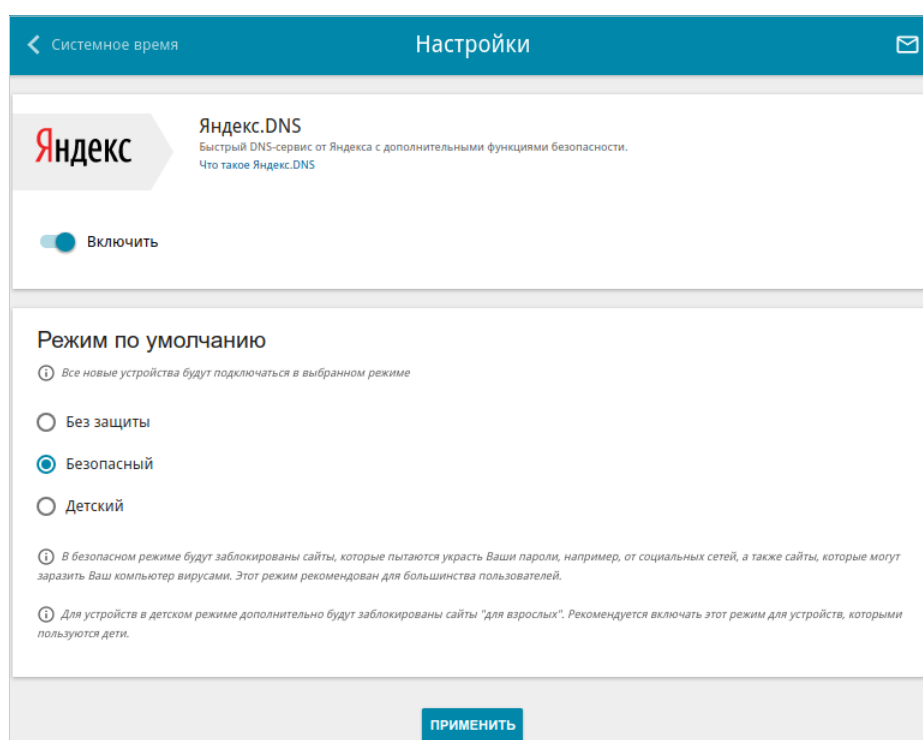 Системное время
Настройки
Яндекс
Яндекс.DNS
Быстрый DNS-сервис от Яндекса с дополнительными функциями безопасности.
Что такое Яндекс.DNS
Включить
Режим по умолчанию
Все новые устройства будут подключаться в выбранном режиме
Без защиты
Безопасный
Детский
В безопасном режиме будут заблокированы сайты, которые пытаются украсть Ваши пароли, например, от социальных сетей, а также сайты, которые могут
заразить Ваш компьютер вирусами. Этот режим рекомендован для большинства пользователей.
Для устройств в детском режиме дополнительно будут заблокированы сайты "для взрослых". Рекомендуется включать этот режим для устройств, которыми
пользуются дети.
ПРИМЕНИТЬ